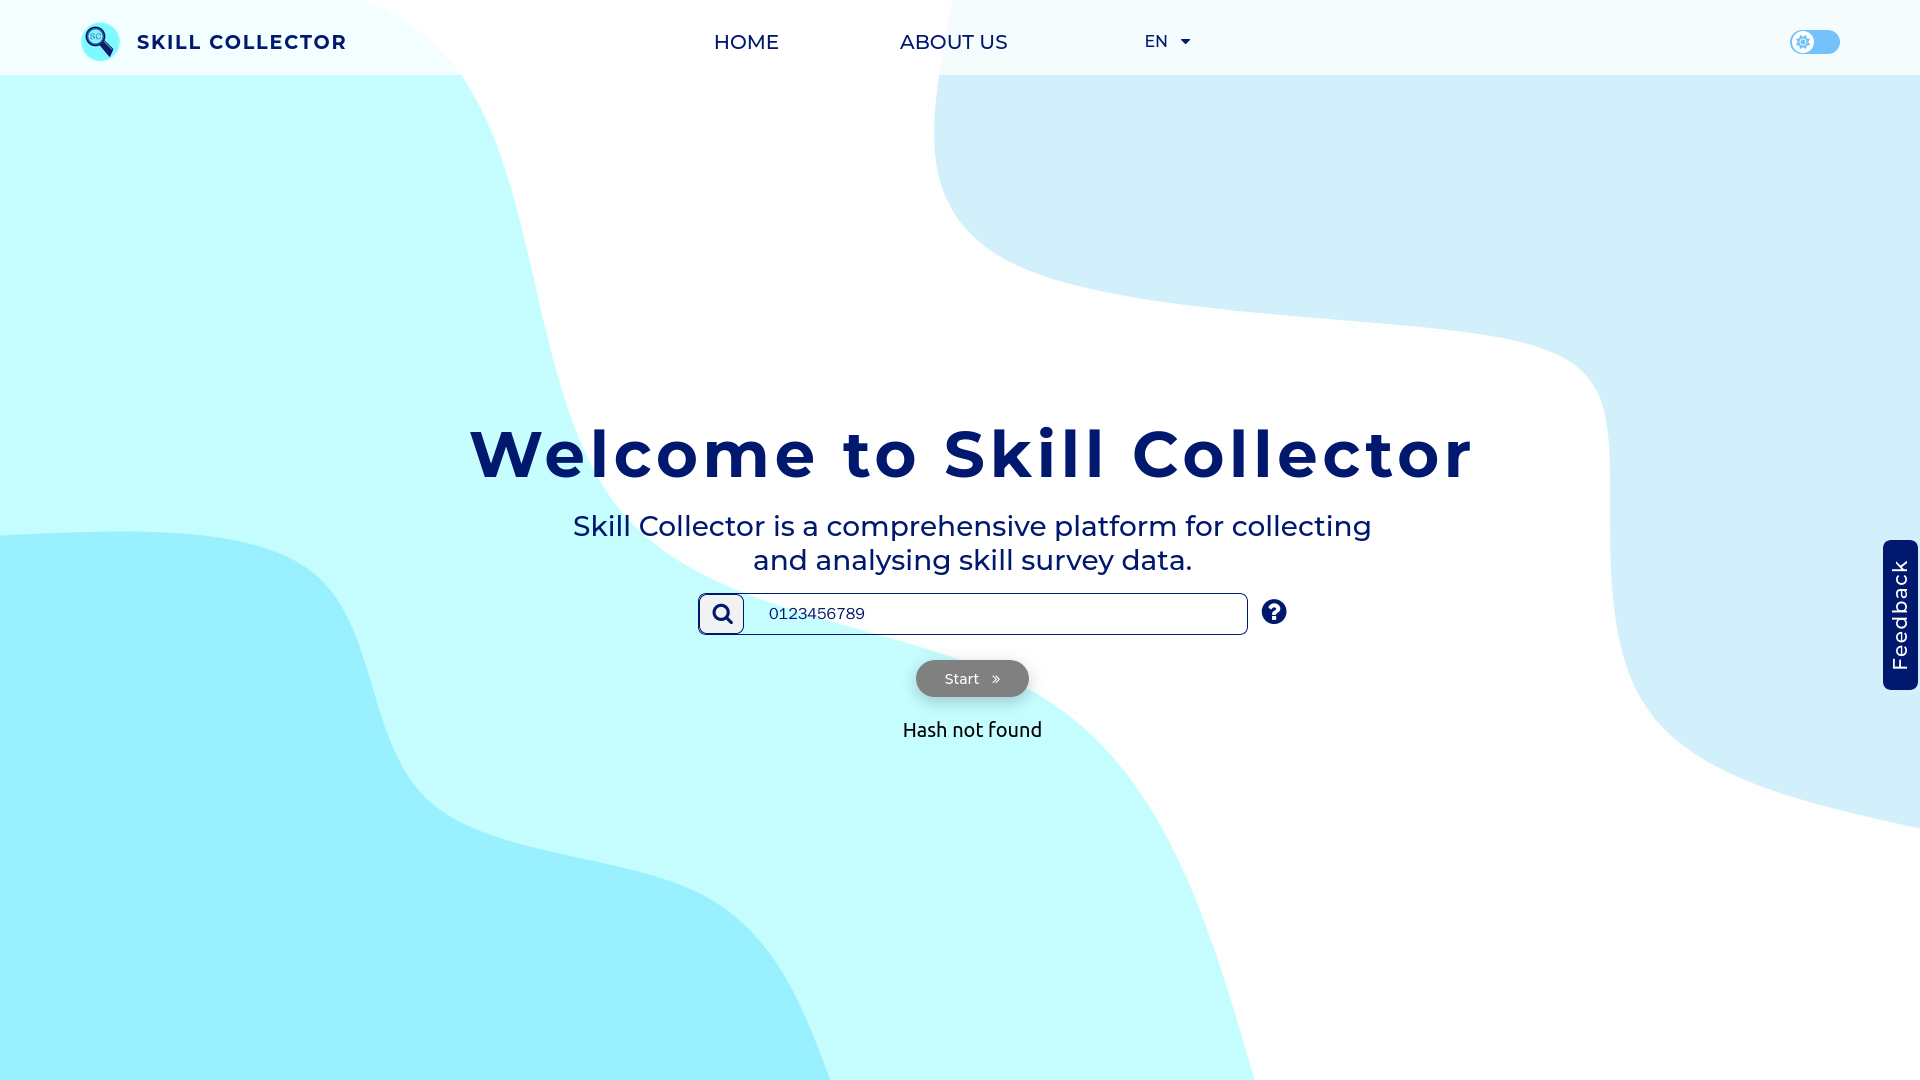 SC
SKILL COLLECTOR
HOME
ABOUT US
EN
Welcome to Skill Collector
Skill Collector is a comprehensive platform for collecting
and analysing skill survey data.
0123456789
Start »
Hash not found
Feedback